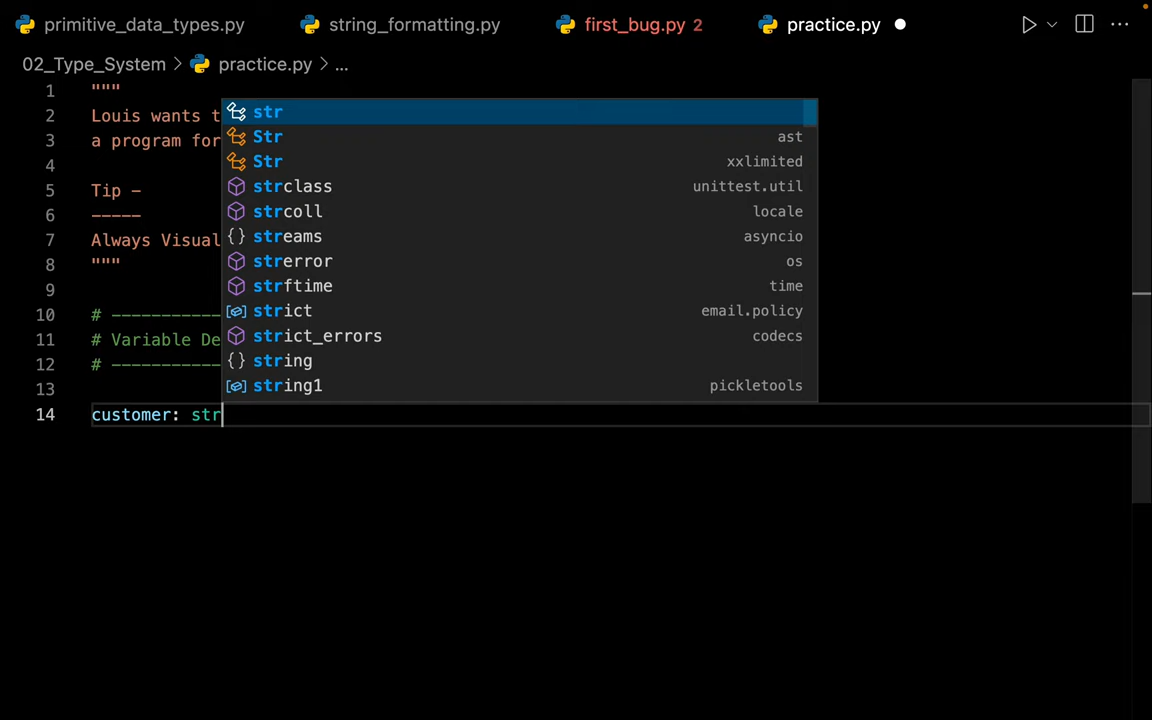 primitive_data_types.py string_formatting.py first_bug.py 2 practice.py
02_Type_System > practice.py > ...
1 """
2 Louis wants t
3 a program for
4
5 Tip -
6 -----
7 Always Visual
8 """
9
10 # -----------
11 # Variable De
12 # -----------
13
14 customer: str
str
Str ast
Str xxlimited
strclass unittest.util
strcoll locale
{} streams asyncio
strerror os
strftime time
strict email.policy
strict_errors codecs
{} string
string1 pickletools